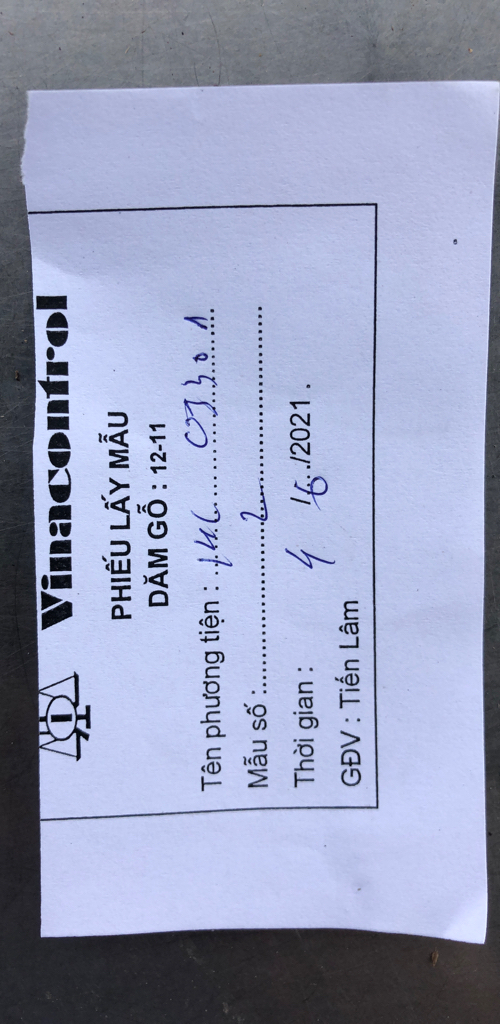 Vinacontrol
PHIẾU LẤY MẪU
DĂM GỖ : 12-11
Tên phương tiện :
Mẫu số : 2
Thời gian : 4/6/2021.
GĐV : Tiến Lâm